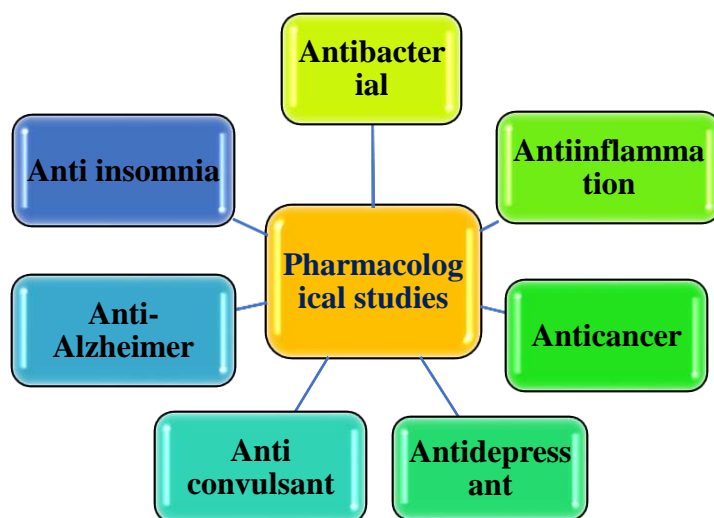 Antibacter
ial
Anti insomnia
Antiinflamma
tion
Pharmacolog
ical studies
Anti-
Alzheimer
Anticancer
Anti
convulsant
Antidepress
ant